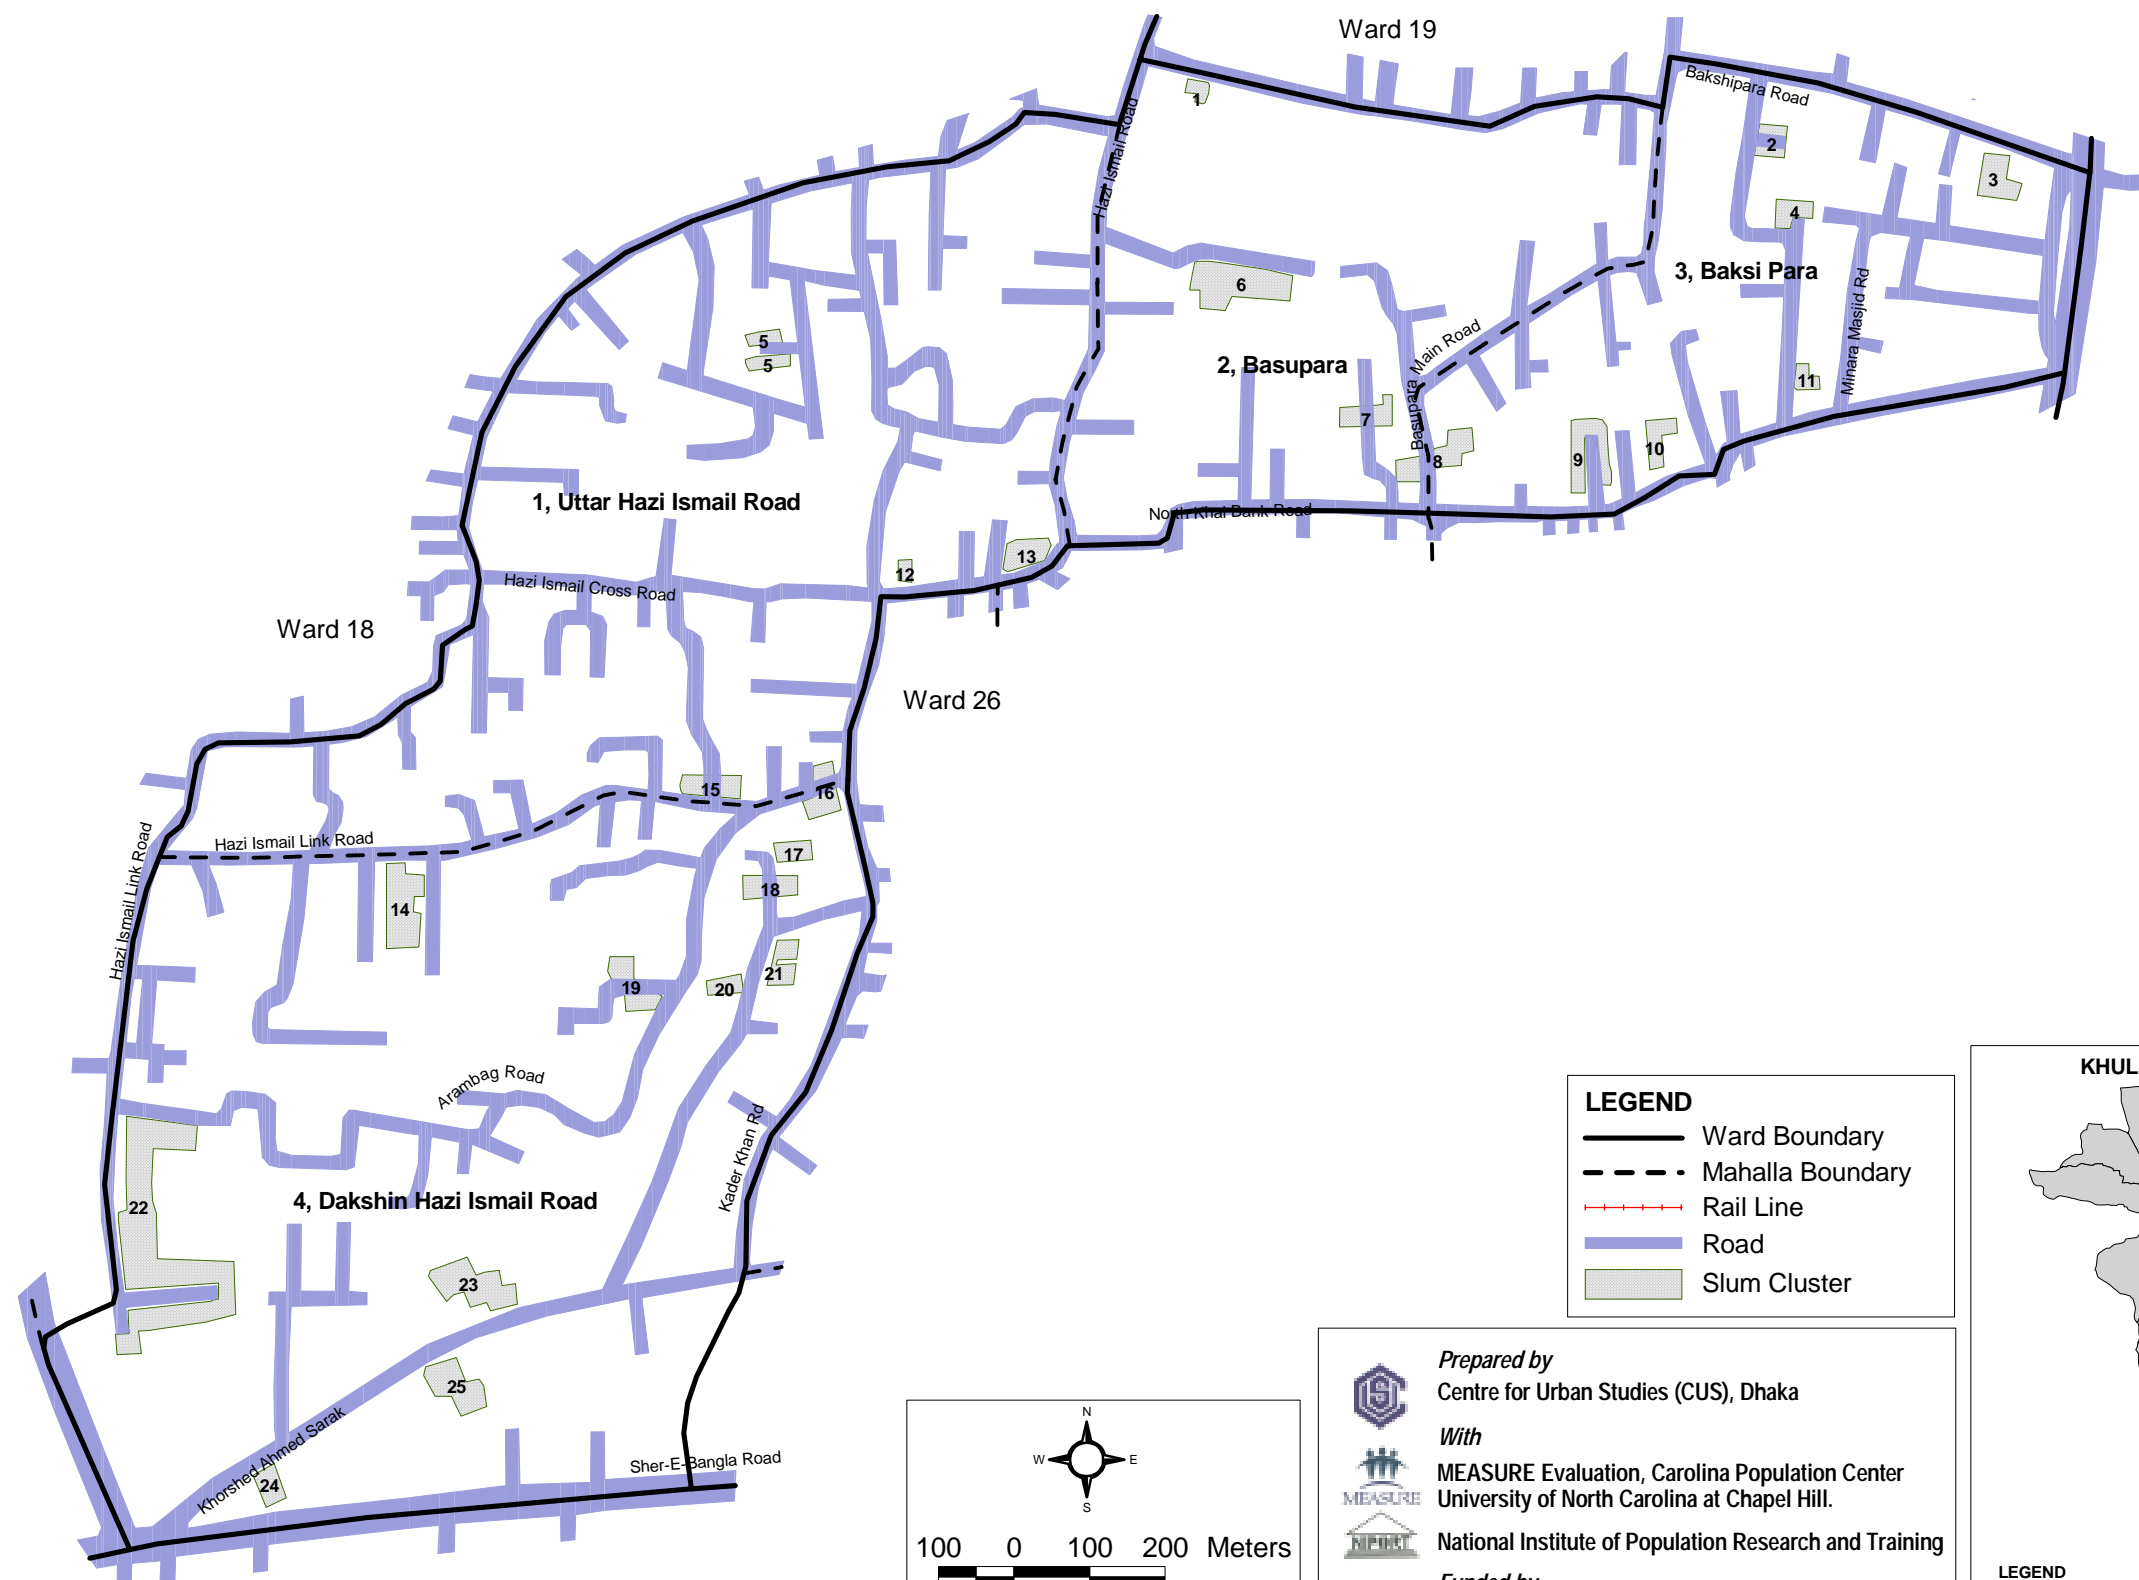 Ward 19
Bakshipara Road
1
Hazi Ismail Road
2
3
4
3, Baksi Para
6
Minara Masjid Rd
5
5
Basupara Main Road
2, Basupara
11
7
8
9
10
1, Uttar Hazi Ismail Road
North Khal Bank Road
13
12
Hazi Ismail Cross Road
Ward 18
Ward 26
15
16
Hazi Ismail Link Road
Hazi Ismail Link Road
17
18
14
21
19
20
Arambag Road
Kader Khan Rd
4, Dakshin Hazi Ismail Road
22
23
25
Khorshed Ahmed Sarak
24
Sher-E-Bangla Road
N
W
E
S
100 0 100 200 Meters
LEGEND
Ward Boundary
Mahalla Boundary
Rail Line
Road
Slum Cluster
Prepared by
Centre for Urban Studies (CUS), Dhaka
With
MEASURE
MEASURE Evaluation, Carolina Population Center
University of North Carolina at Chapel Hill.
NIPORT
National Institute of Population Research and Training
Funded by
KHUL
LEGEND